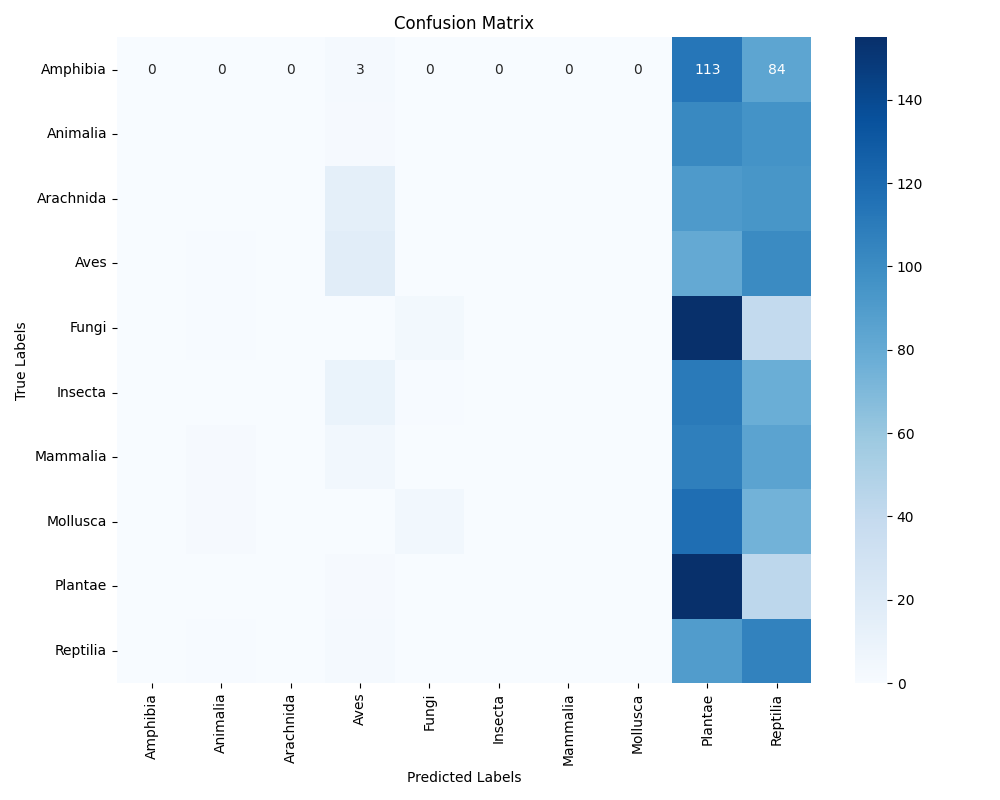 Confusion Matrix
True Labels
Amphibia 0 0 0 3 0 0 0 0 113 84
Animalia
Arachnida
Aves
Fungi
Insecta
Mammalia
Mollusca
Plantae
Reptilia
Amphibia Animalia Arachnida Aves Fungi Insecta Mammalia Mollusca Plantae Reptilia
Predicted Labels
140
120
100
80
60
40
20
0